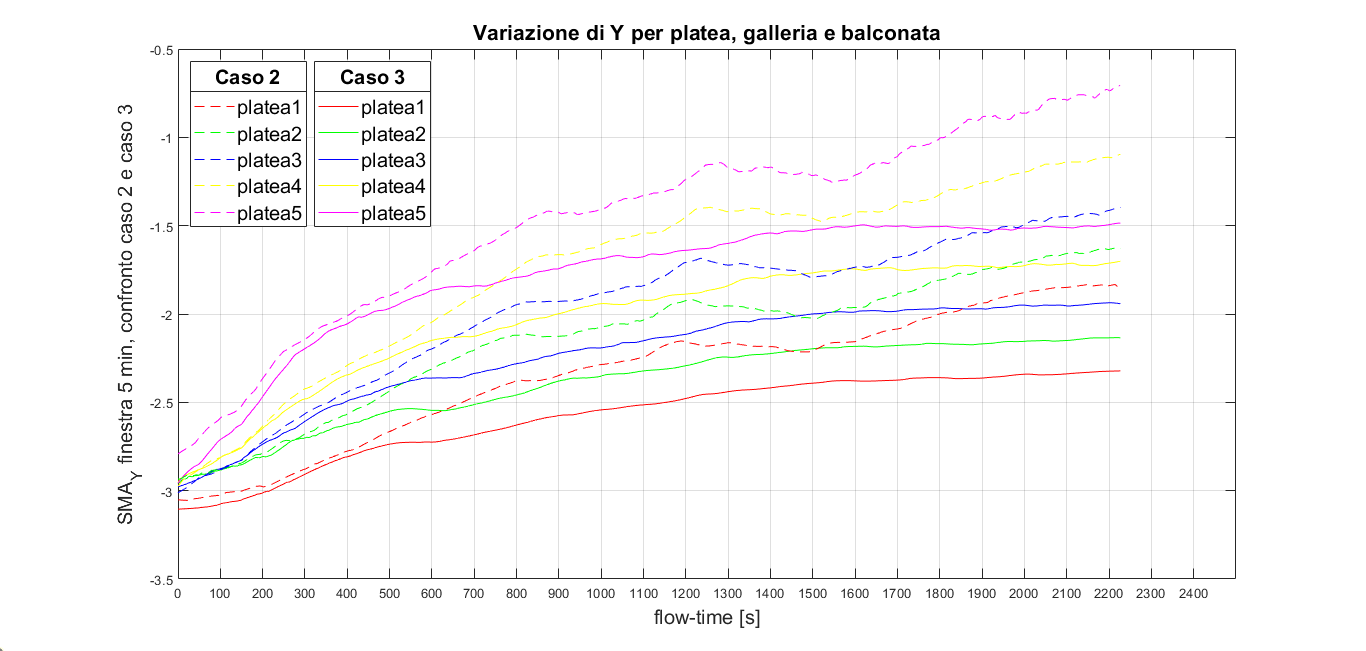 Variazione di Y per platea, galleria e balconata
SMA_Y finestra 5 min, confronto caso 2 e caso 3
-0.5
-1
-1.5
-2
-2.5
-3
-3.5
Caso 2
platea1
platea2
platea3
platea4
platea5
Caso 3
platea1
platea2
platea3
platea4
platea5
0 100 200 300 400 500 600 700 800 900 1000 1100 1200 1300 1400 1500 1600 1700 1800 1900 2000 2100 2200 2300 2400
flow-time [s]